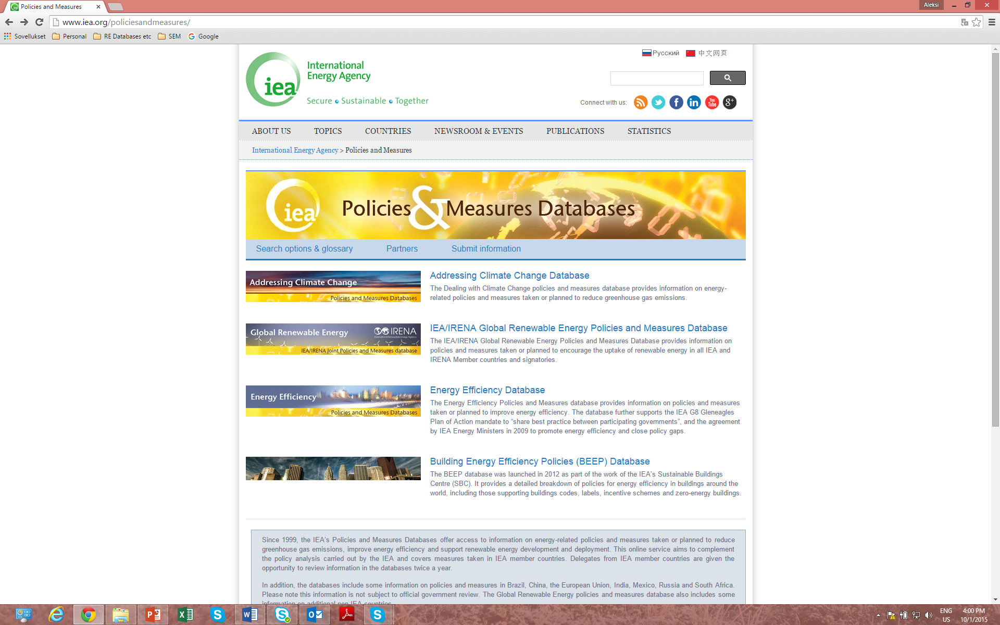 Policies and Measures
Aleksi
www.iea.org/policiesandmeasures/
Sovellukset Personal RE Databases etc SEM Google
Русский 中文网页
iea
International
Energy Agency
Secure • Sustainable • Together
Connect with us:
You
Tube
g+
ABOUT US TOPICS COUNTRIES NEWSROOM & EVENTS PUBLICATIONS STATISTICS
International Energy Agency > Policies and Measures
iea
Policies & Measures Databases
Search options & glossary Partners Submit information
Addressing Climate Change
Policies and Measures Databases
Addressing Climate Change Database
The Dealing with Climate Change policies and measures database provides information on energy-
related policies and measures taken or planned to reduce greenhouse gas emissions.
Global Renewable Energy
IRENA
International Renewable Energy Agency
IEA/IRENA Joint Policies and Measures database
IEA/IRENA Global Renewable Energy Policies and Measures Database
The IEA/IRENA Global Renewable Energy Policies and Measures Database provides information on
policies and measures taken or planned to encourage the uptake of renewable energy in all IEA and
IRENA Member countries and signatories.
Energy Efficiency
Policies and Measures Databases
Energy Efficiency Database
The Energy Efficiency Policies and Measures database provides information on policies and measures
taken or planned to improve energy efficiency. The database further supports the IEA G8 Gleneagles
Plan of Action mandate to “share best practice between participating governments”, and the agreement
by IEA Energy Ministers in 2009 to promote energy efficiency and close policy gaps.
Building Energy Efficiency Policies (BEEP) Database
The BEEP database was launched in 2012 as part of the work of the IEA’s Sustainable Buildings
Centre (SBC). It provides a detailed breakdown of policies for energy efficiency in buildings around the
world, including those supporting buildings codes, labels, incentive schemes and zero-energy buildings.
Since 1999, the IEA’s Policies and Measures Databases offer access to information on energy-related policies and measures taken or planned to reduce
greenhouse gas emissions, improve energy efficiency and support renewable energy development and deployment. This online service aims to complement
the policy analysis carried out by the IEA and covers measures taken in IEA member countries. Delegates from IEA member countries are given the
opportunity to review information in the databases twice a year.
In addition, the databases include some information on policies and measures in Brazil, China, the European Union, India, Mexico, Russia and South Africa.
Please note this information is not subject to official government review. The Global Renewable Energy policies and measures database also includes some
information on additional non IEA countries
ENG 4:00 PM
US 10/1/2015